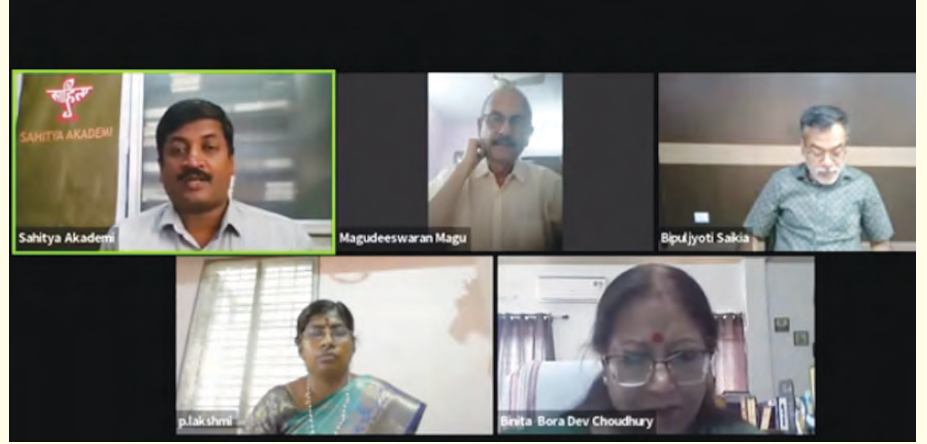 साहित्य
SAHITYA AKADEMI
Sahitya Akademi
Magudeeswaran Magu
Bipuljyoti Saikia
p.lakshmi
Binita Bora Dev Choudhury